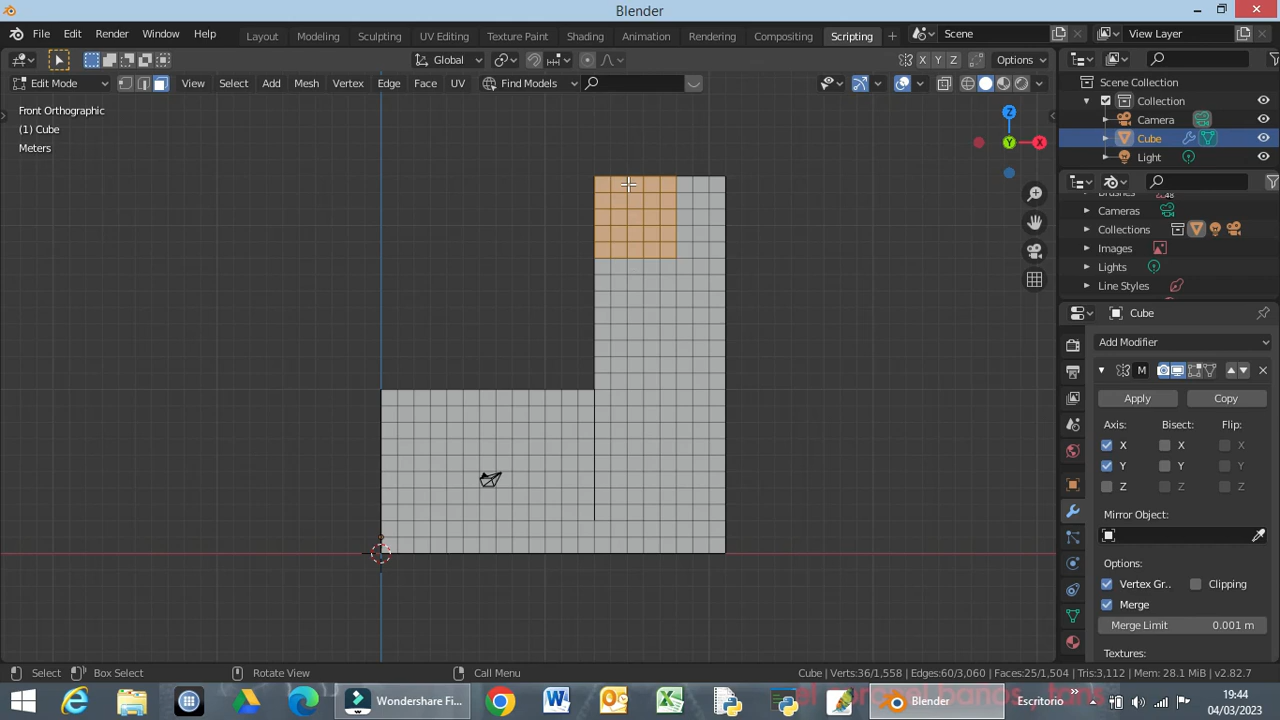 Blender
File Edit Render Window Help Layout Modeling Sculpting UV Editing Texture Paint Shading Animation Rendering Compositing Scripting + Scene View Layer
Global X Y Z Options
Edit Mode View Select Add Mesh Vertex Edge Face UV Find Models
Front Orthographic
(1) Cube
Meters
Z
Y
X
Scene Collection
Collection
Camera
Cube
Light
Cameras
Collections
Images
Lights
Line Styles
Cube
Add Modifier
M
Apply Copy
Axis: Bisect: Flip:
X X X
Y Y Y
Z Z Z
Mirror Object:
Options:
Vertex Gr.. Clipping
Merge
Merge Limit 0.001 m
Textures:
Select Box Select Rotate View Call Menu Cube | Verts:36/1,558 | Edges:60/3,060 | Faces:25/1,504 | Tris:3,112 | Mem: 28.1 MiB | v2.82.7
Wondershare Fi... Blender Escritorio
19:44
04/03/2023